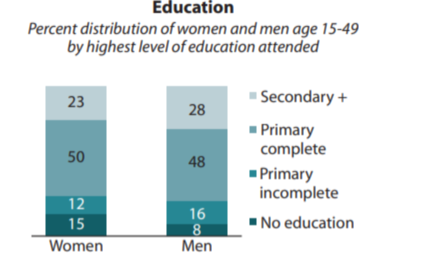 Education
Percent distribution of women and men age 15-49
by highest level of education attended
23
28
Secondary +
50
48
Primary
complete
12
16
Primary
incomplete
15
8
No education
Women
Men